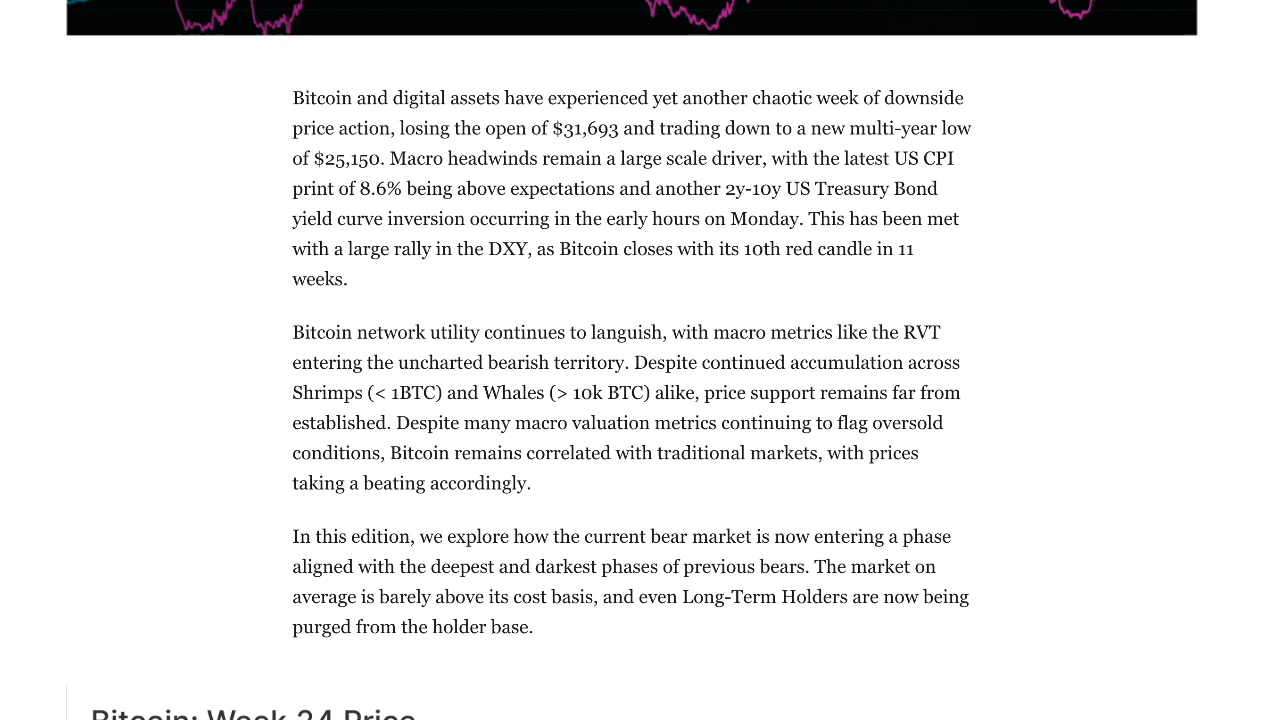 Bitcoin and digital assets have experienced yet another chaotic week of downside
price action, losing the open of $31,693 and trading down to a new multi-year low
of $25,150. Macro headwinds remain a large scale driver, with the latest US CPI
print of 8.6% being above expectations and another 2y-10y US Treasury Bond
yield curve inversion occurring in the early hours on Monday. This has been met
with a large rally in the DXY, as Bitcoin closes with its 10th red candle in 11
weeks.
Bitcoin network utility continues to languish, with macro metrics like the RVT
entering the uncharted bearish territory. Despite continued accumulation across
Shrimps (< 1BTC) and Whales (> 10k BTC) alike, price support remains far from
established. Despite many macro valuation metrics continuing to flag oversold
conditions, Bitcoin remains correlated with traditional markets, with prices
taking a beating accordingly.
In this edition, we explore how the current bear market is now entering a phase
aligned with the deepest and darkest phases of previous bears. The market on
average is barely above its cost basis, and even Long-Term Holders are now being
purged from the holder base.
Bitcoin: Week 24 Price